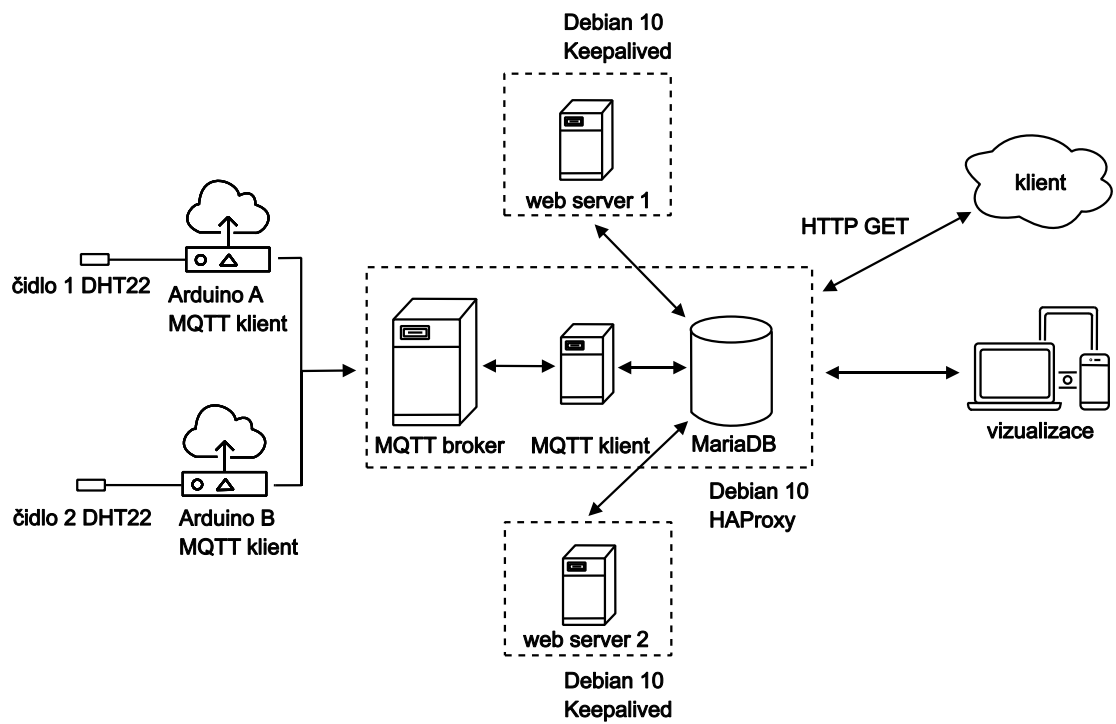 Debian 10
Keepalived
web server 1
klient
HTTP GET
čidlo 1 DHT22
Arduino A
MQTT klient
MQTT broker
MQTT klient
MariaDB
vizualizace
Debian 10
HAProxy
čidlo 2 DHT22
Arduino B
MQTT klient
web server 2
Debian 10
Keepalived